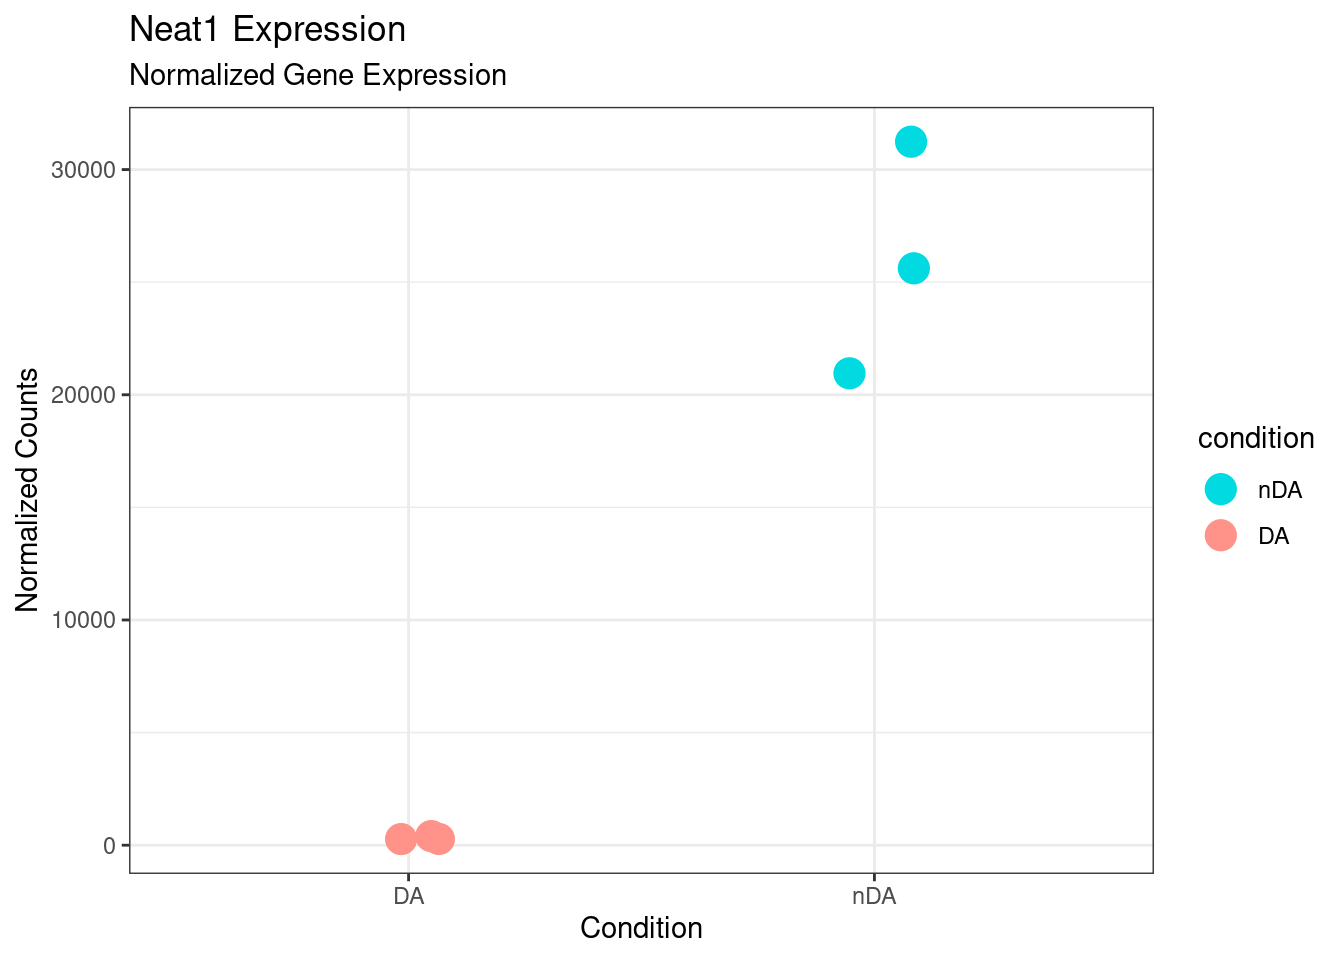 Neat1 Expression
Normalized Gene Expression
30000
20000
10000
0
Normalized Counts
DA
nDA
Condition
condition
nDA
DA